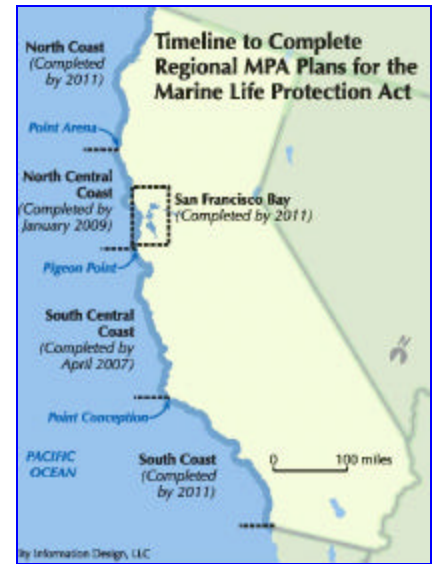 Timeline to Complete
Regional MPA Plans for the
Marine Life Protection Act
North Coast
(Completed
by 2011)
Point Arena
North Central
Coast
(Completed by
January 2009)
San Francisco Bay
(Completed by 2011)
Pigeon Point
South Central
Coast
(Completed by
April 2007)
Point Conception
PACIFIC
OCEAN
South Coast
(Completed
by 2011)
0 100 miles
by Information Design, LLC